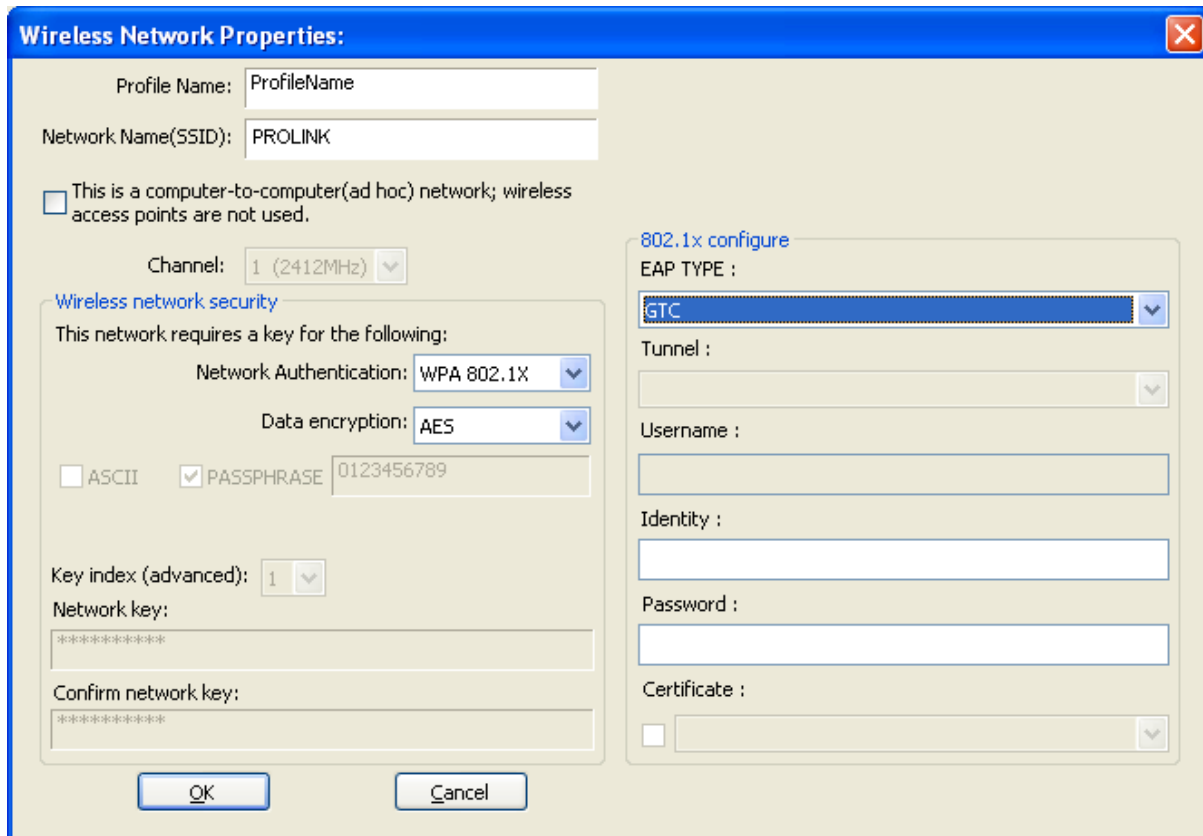 Wireless Network Properties:
Profile Name: ProfileName
Network Name(SSID): PROLINK
This is a computer-to-computer(ad hoc) network; wireless
access points are not used.
Channel: 1 (2412MHz)
Wireless network security
This network requires a key for the following:
Network Authentication: WPA 802.1X
Data encryption: AES
ASCII PASSPHRASE 0123456789
Key index (advanced): 1
Network key:
**********
Confirm network key:
**********
802.1x configure
EAP TYPE :
GTC
Tunnel :
Username :
Identity :
Password :
Certificate :
OK Cancel